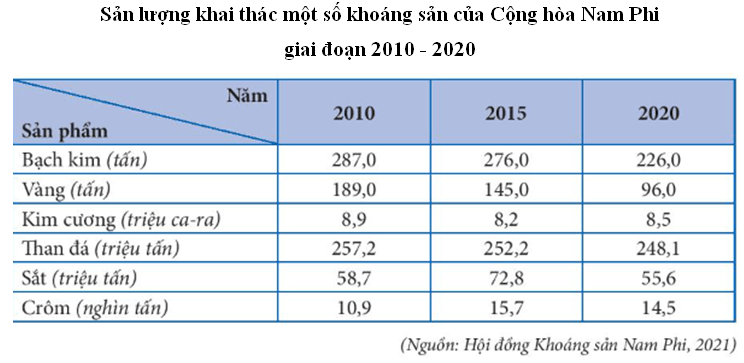 Sản lượng khai thác một số khoáng sản của Cộng hòa Nam Phi
giai đoạn 2010 - 2020
Năm
Sản phẩm
2010 2015 2020
Bạch kim (tấn) 287,0 276,0 226,0
Vàng (tấn) 189,0 145,0 96,0
Kim cương (triệu ca-ra) 8,9 8,2 8,5
Than đá (triệu tấn) 257,2 252,2 248,1
Sắt (triệu tấn) 58,7 72,8 55,6
Crôm (nghìn tấn) 10,9 15,7 14,5
(Nguồn: Hội đồng Khoáng sản Nam Phi, 2021)